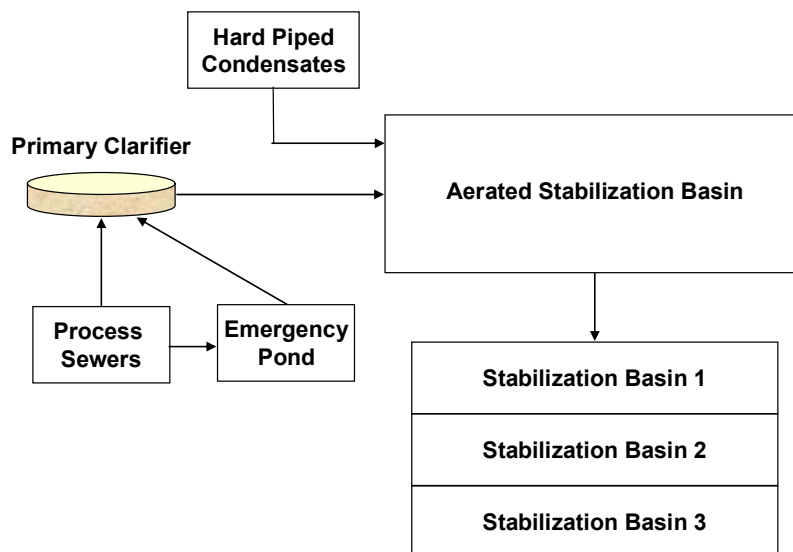 Hard Piped
Condensates
Primary Clarifier
Aerated Stabilization Basin
Process
Sewers
Emergency
Pond
Stabilization Basin 1
Stabilization Basin 2
Stabilization Basin 3